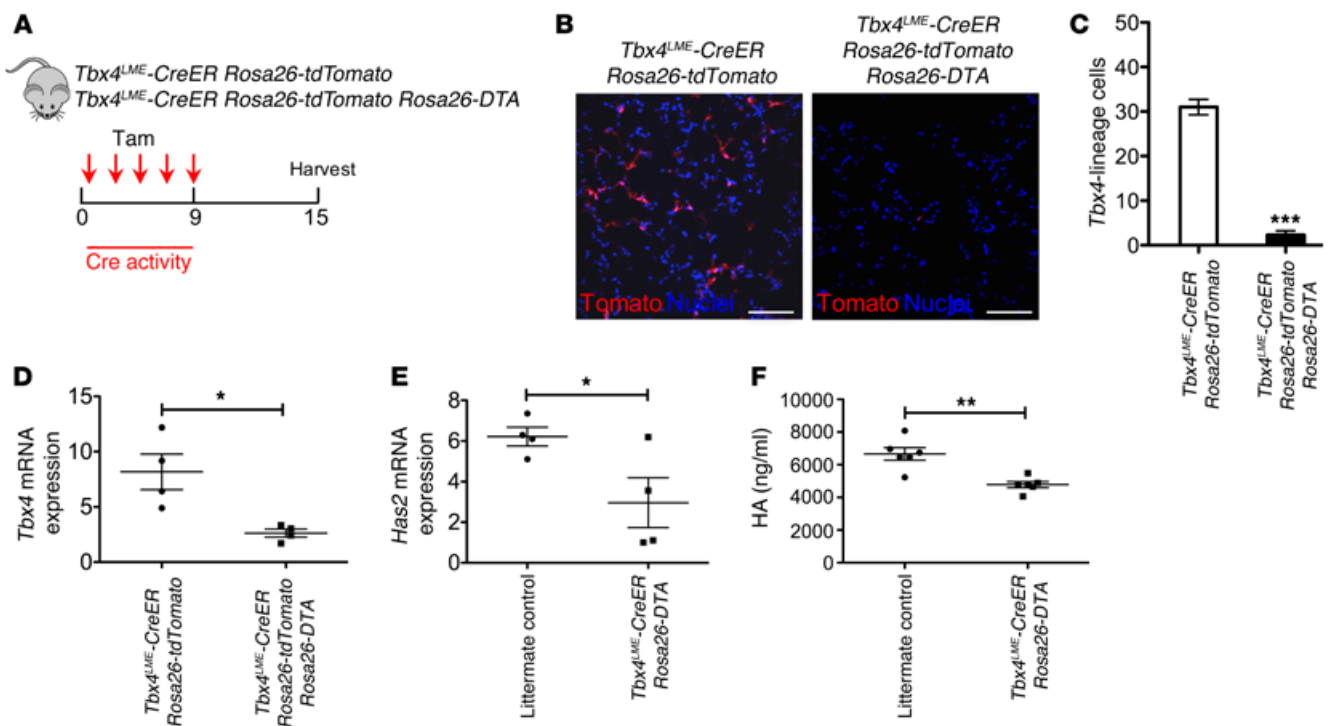 A
Tbx4LME-CreER Rosa26-tdTomato
Tbx4LME-CreER Rosa26-tdTomato Rosa26-DTA
Tam
Harvest
0
9
15
Cre activity
B
Tbx4LME-CreER
Rosa26-tdTomato
Tbx4LME-CreER
Rosa26-tdTomato
Rosa26-DTA
Tomato Nuclei
Tomato Nuclei
C
50
40
30
20
10
0
Tbx4-lineage cells
***
Tbx4LME-CreER
Rosa26-tdTomato
Tbx4LME-CreER
Rosa26-tdTomato
Rosa26-DTA
D
15
10
5
0
Tbx4 mRNA
expression
*
Tbx4LME-CreER
Rosa26-tdTomato
Tbx4LME-CreER
Rosa26-tdTomato
Rosa26-DTA
E
8
6
4
2
0
Has2 mRNA
expression
*
Littermate control
Tbx4LME-CreER
Rosa26-DTA
F
10000
8000
6000
4000
2000
0
HA (ng/ml)
**
Littermate control
Tbx4LME-CreER
Rosa26-DTA